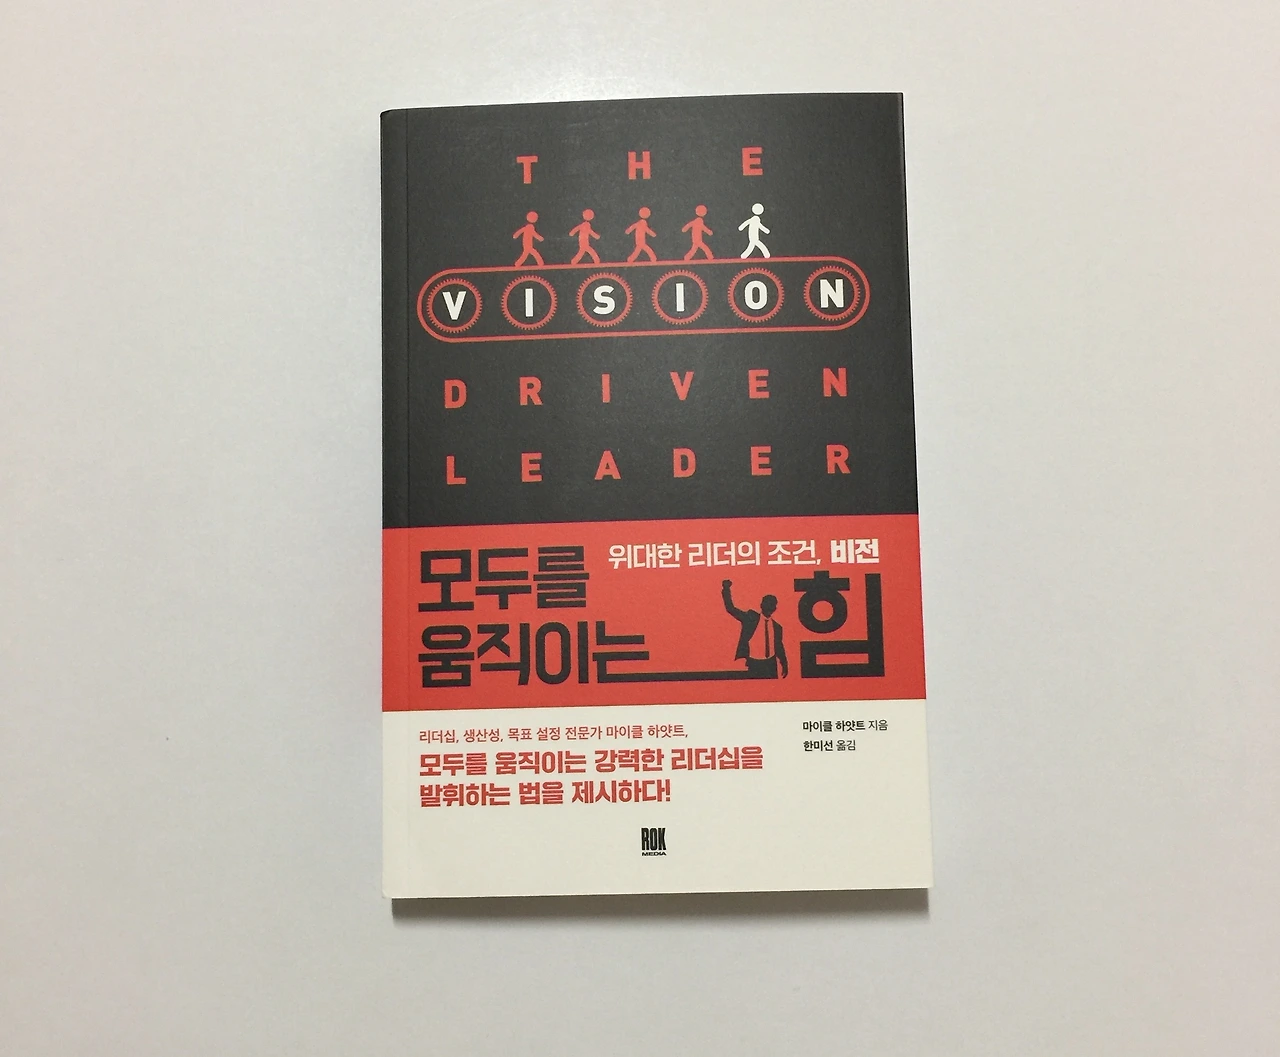 THE
VISION
DRIVEN
LEADER
위대한 리더의 조건, 비전
모두를
움직이는 힘
리더십, 생산성, 목표 설정 전문가 마이클 하얏트,
모두를 움직이는 강력한 리더십을
발휘하는 법을 제시하다!
마이클 하얏트 지음
한미선 옮김
ROK
MEDIA